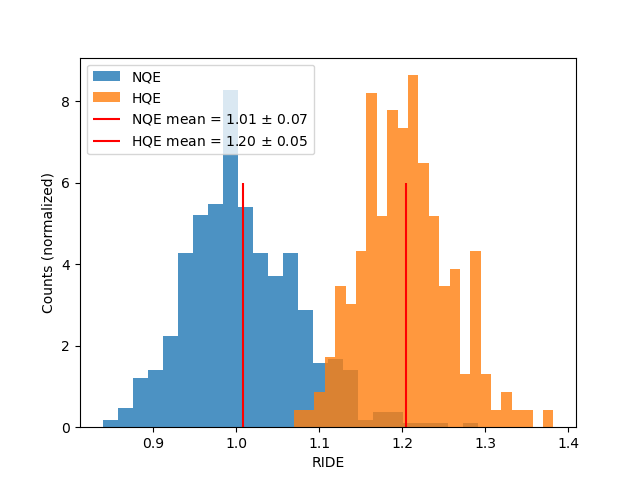 NQE
HQE
NQE mean = 1.01 ± 0.07
HQE mean = 1.20 ± 0.05
Counts (normalized)
8
6
4
2
0
0.9 1.0 1.1 1.2 1.3 1.4
RIDE